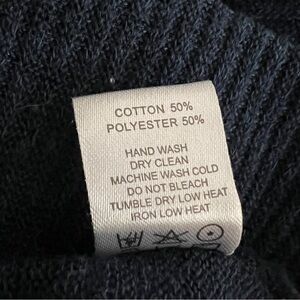 COTTON 50%
POLYESTER 50%
HAND WASH
DRY CLEAN
MACHINE WASH COLD
DO NOT BLEACH
TUMBLE DRY LOW HEAT
IRON LOW HEAT